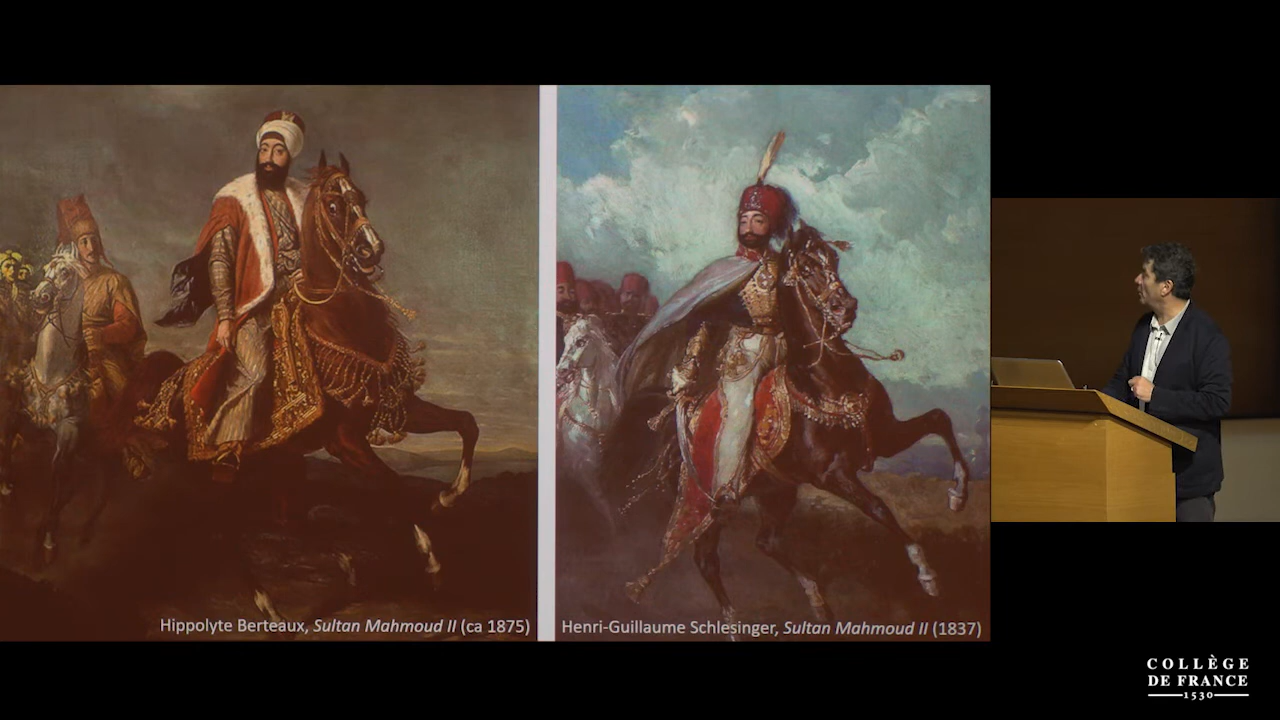 Hippolyte Berteaux, Sultan Mahmoud II (ca 1875)
Henri-Guillaume Schlesinger, Sultan Mahmoud II (1837)
COLLÈGE
DE FRANCE
1530